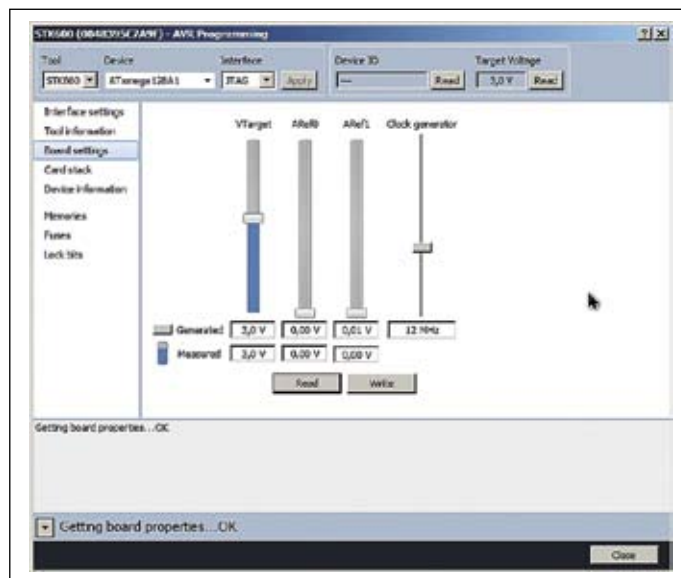 STK600 (0048395C7A9F) - AVR Programming
Tool Device Interface Device ID Target Voltage
STK600 ATxmega128A1 JTAG Apply --- Read 3,0 V Read
Interface settings
Tool information
Board settings
Card stack
Device information
Memories
Fuses
Lock bits
VTarget ARef0 ARef1 Clock generator
Generated 3,0 V 0,00 V 0,01 V 12 MHz
Measured 3,0 V 0,00 V 0,00 V
Read Write
Getting board properties...OK
Getting board properties...OK
Close